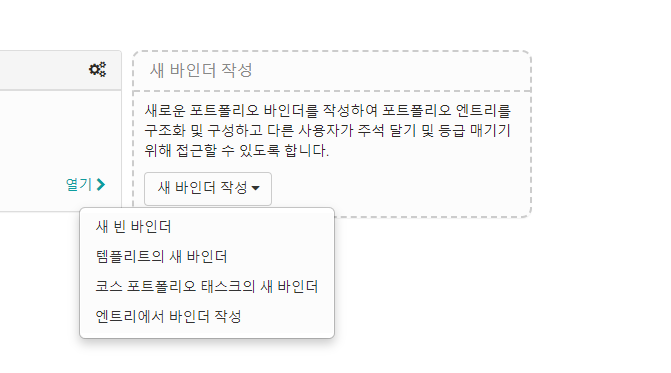 새 바인더 작성
새로운 포트폴리오 바인더를 작성하여 포트폴리오 엔트리를
구조화 및 구성하고 다른 사용자가 주석 달기 및 등급 매기기
위해 접근할 수 있도록 합니다.
열기
새 바인더 작성
새 빈 바인더
템플리트의 새 바인더
코스 포트폴리오 태스크의 새 바인더
엔트리에서 바인더 작성